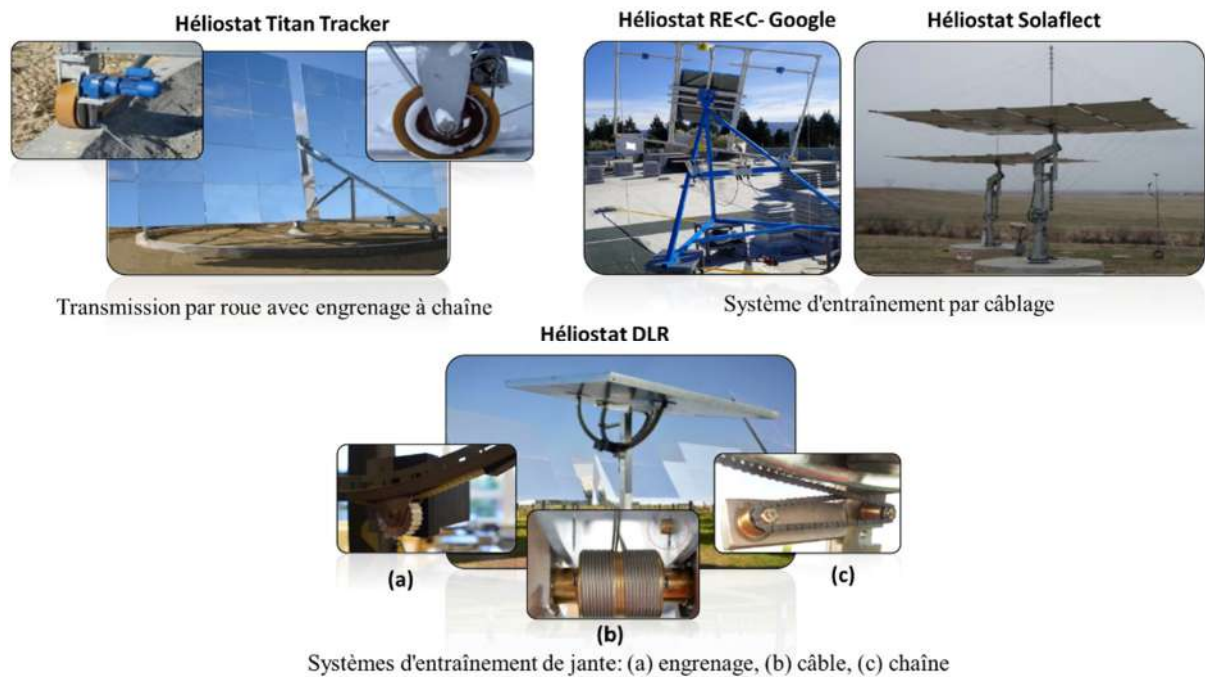 Héliostat Titan Tracker
Héliostat RE<C- Google
Héliostat Solaflect
Transmission par roue avec engrenage à chaîne
Système d'entraînement par câblage
Héliostat DLR
(a)
(b)
(c)
Systèmes d'entraînement de jante: (a) engrenage, (b) câble, (c) chaîne